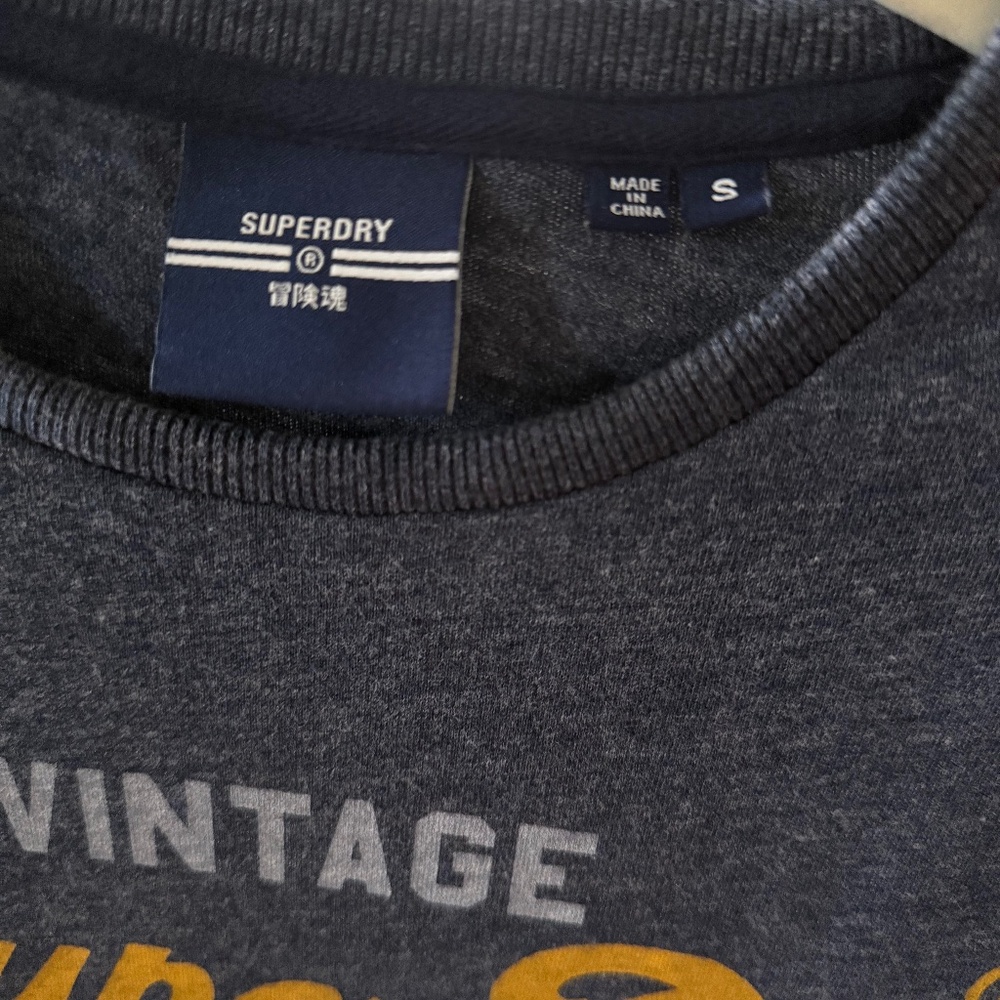 SUPERDRY
®
冒険魂
MADE
IN
CHINA
S
VINTAGE